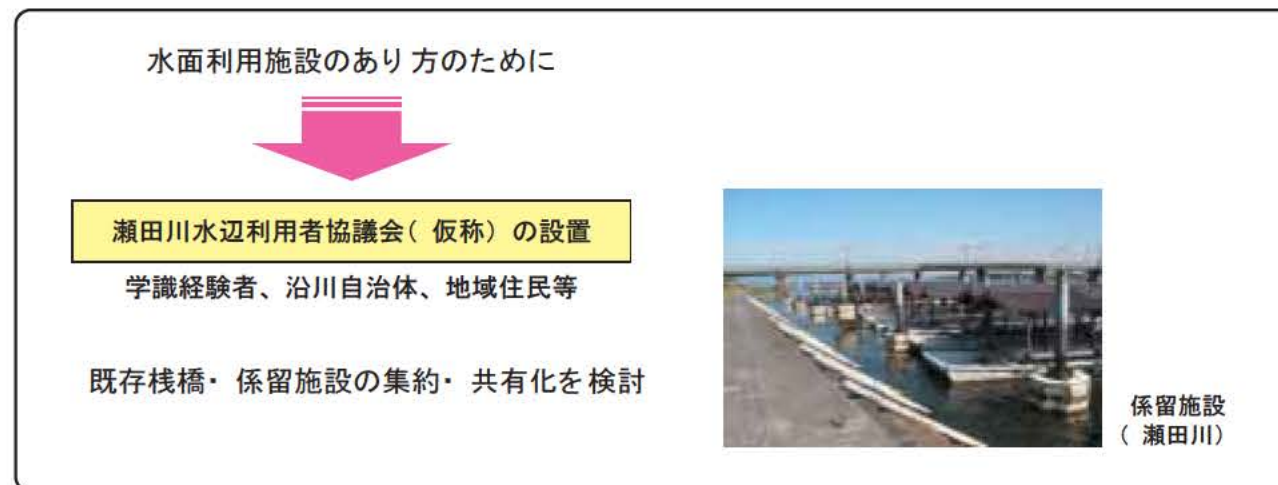 水面利用施設のあり方のために
瀬田川水辺利用者協議会( 仮称) の設置
学識経験者、沿川自治体、地域住民等
既存桟橋・ 係留施設の集約・ 共有化を検討
係留施設
( 瀬田川)